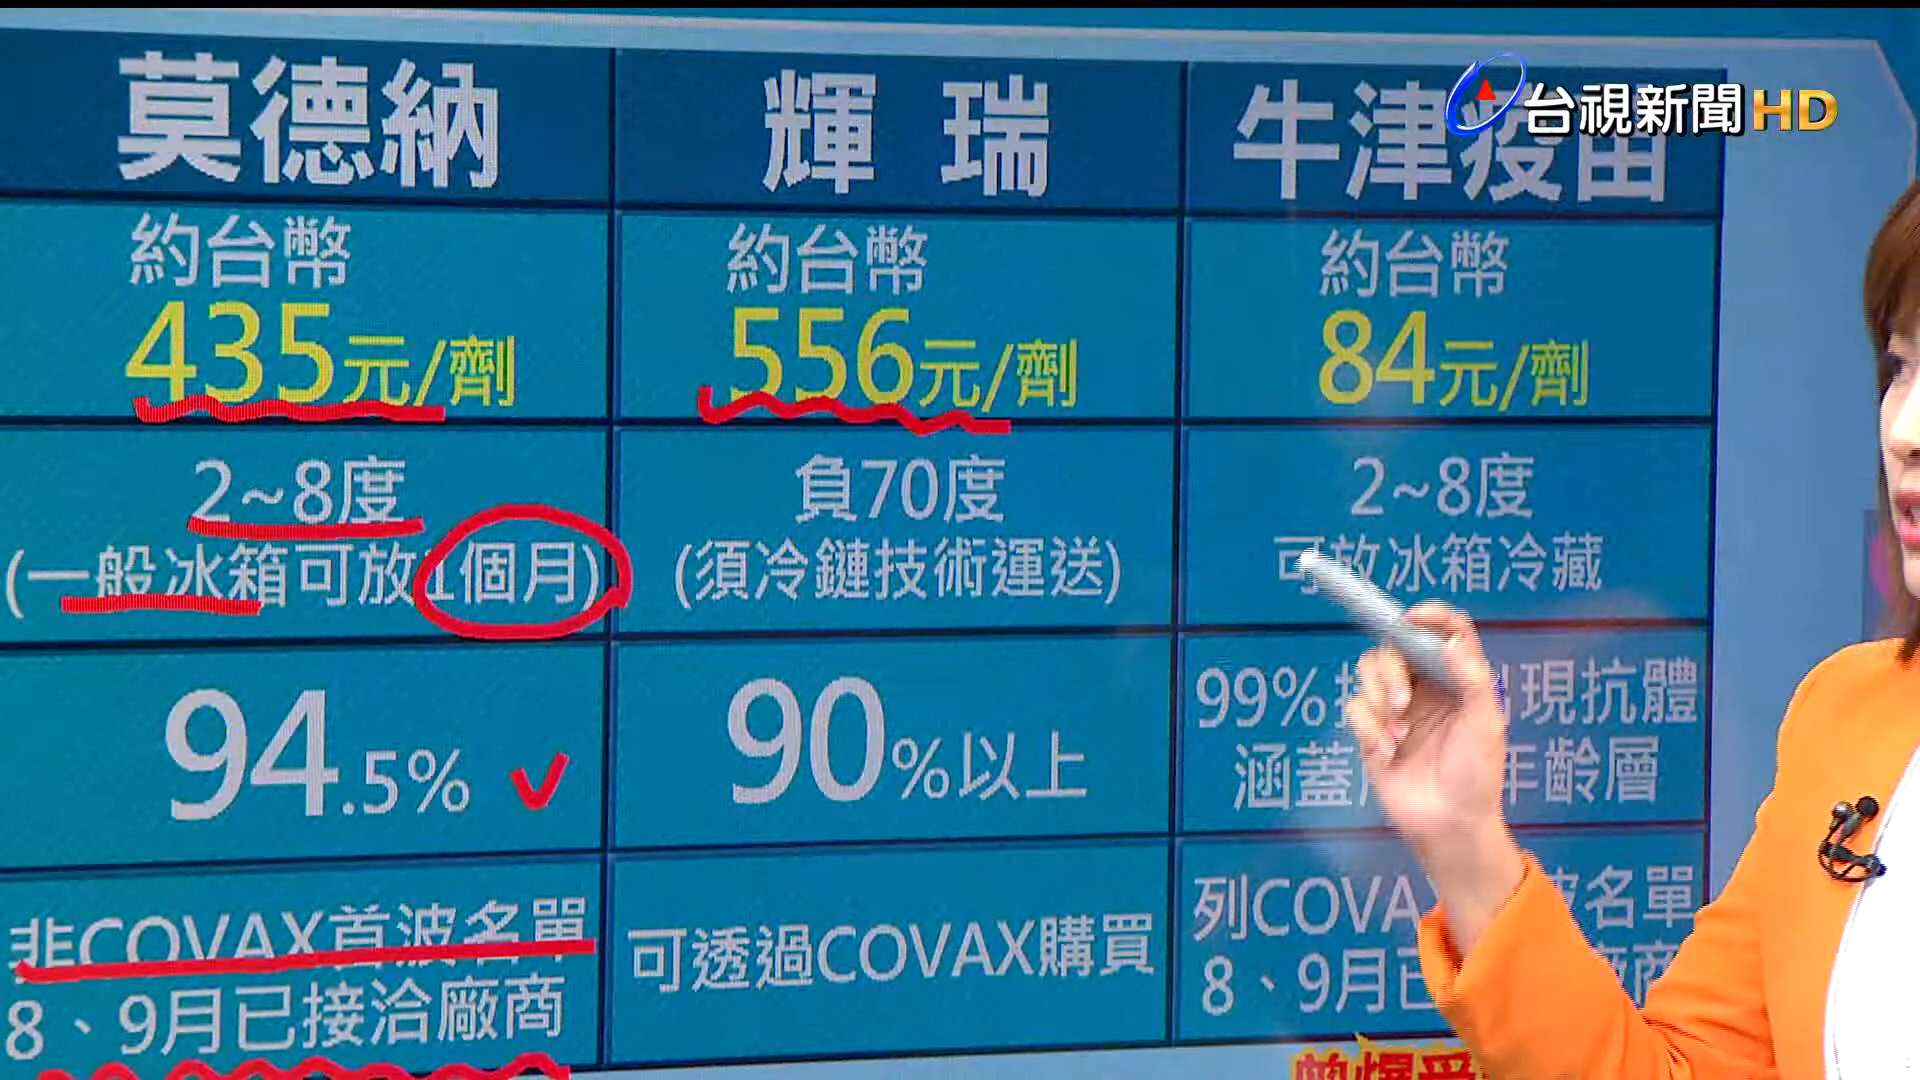 台視新聞HD
莫德納
輝 瑞
牛津疫苗
約台幣
435元/劑
約台幣
556元/劑
約台幣
84元/劑
2~8度
(一般冰箱可放1個月)
負70度
(須冷鏈技術運送)
2~8度
可放冰箱冷藏
94.5%
90%以上
99%
出現抗體
涵蓋
年齡層
非COVAX首波名單
8、9月已接洽廠商
可透過COVAX購買
列COVA
波名單
8、9月已
廠商